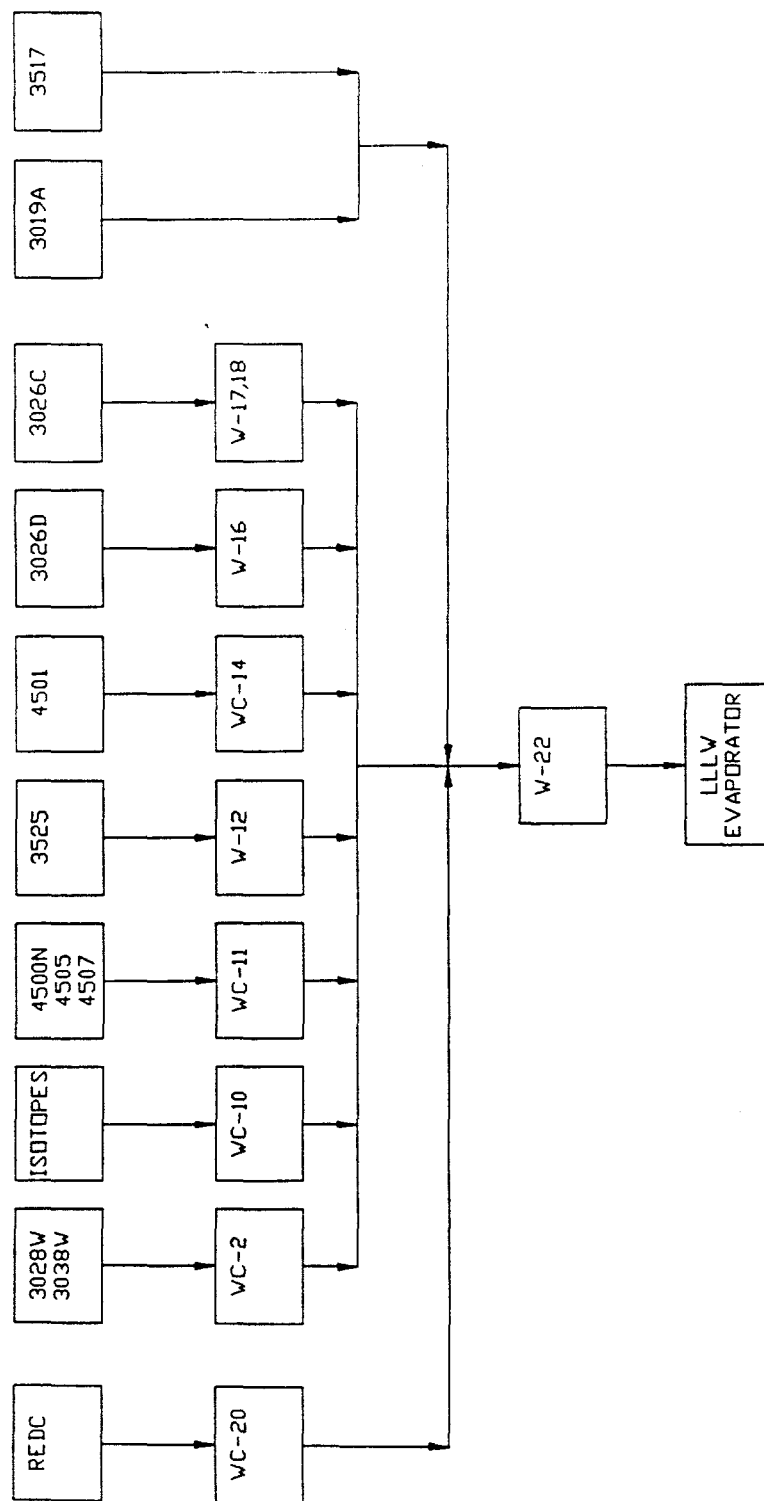 REDC
3028W
3038W
ISOTOPES
4500N
4505
4507
3525
4501
3026D
3026C
3019A
3517
WC-20
WC-2
WC-10
WC-11
W-12
WC-14
W-16
W-17,18
W-22
LLLW
EVAPORATOR